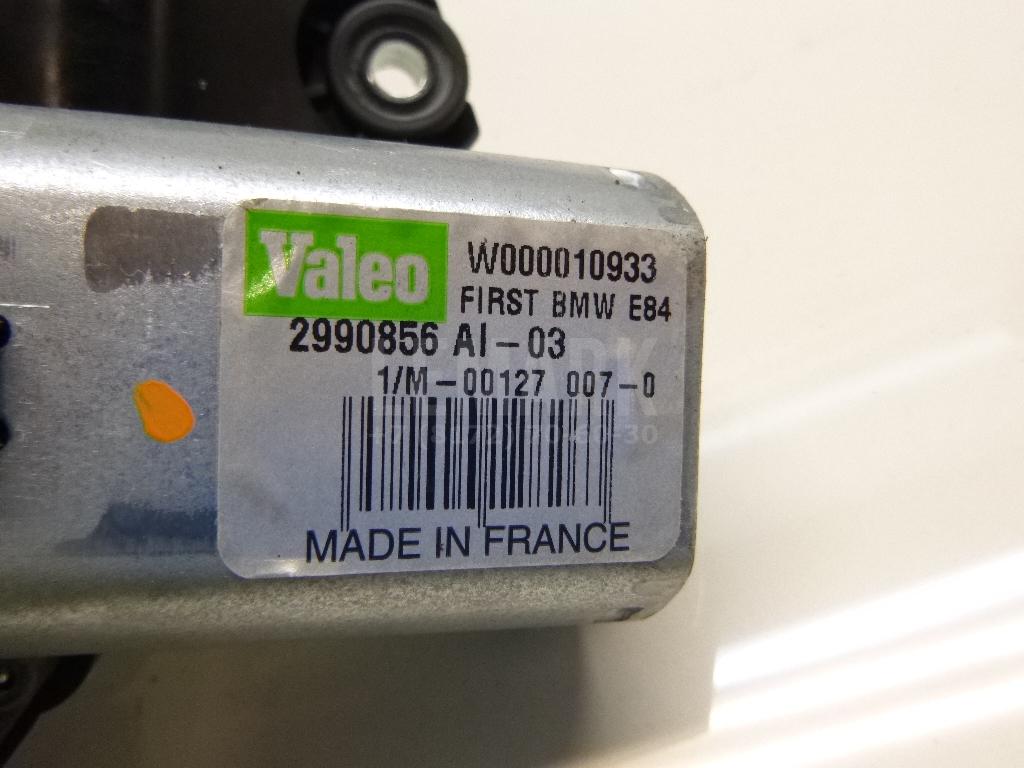 Valeo
W000010933
FIRST BMW E84
2990856 AI-03
1/M-00127 007-0
MADE IN FRANCE